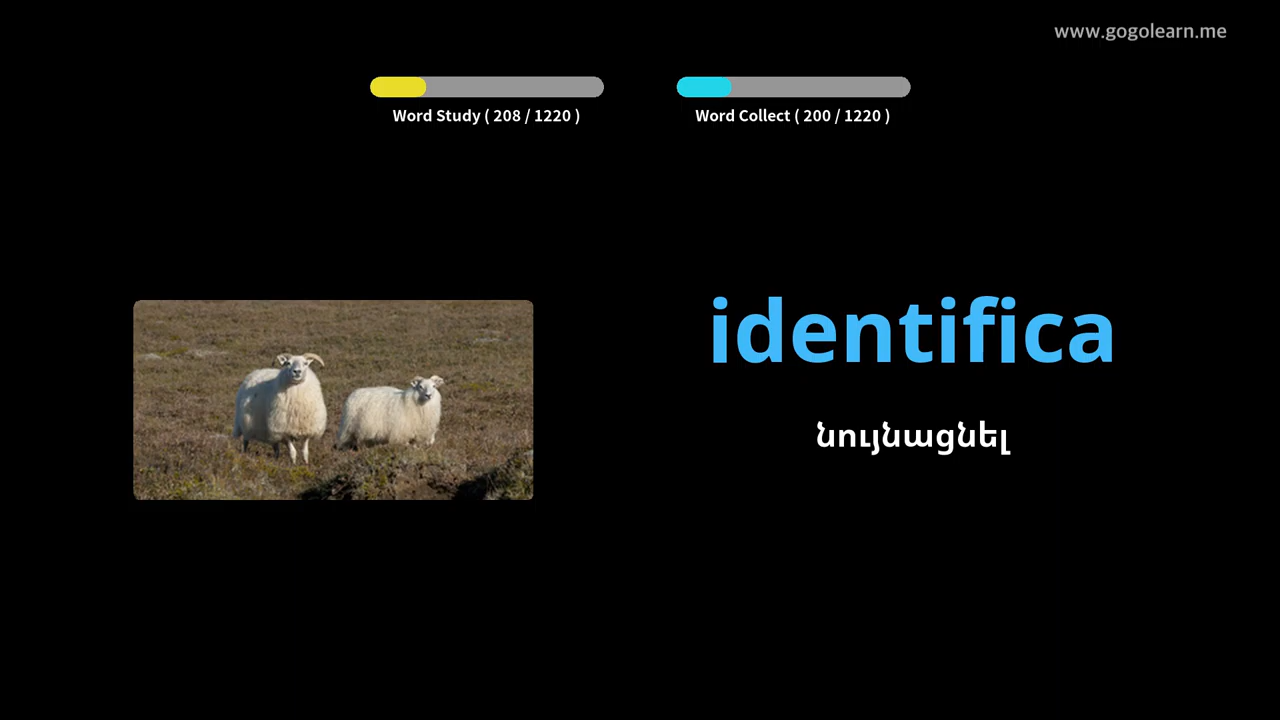 www.gogolearn.me
Word Study ( 208 / 1220 )
Word Collect ( 200 / 1220 )
identifica
նույնացնել